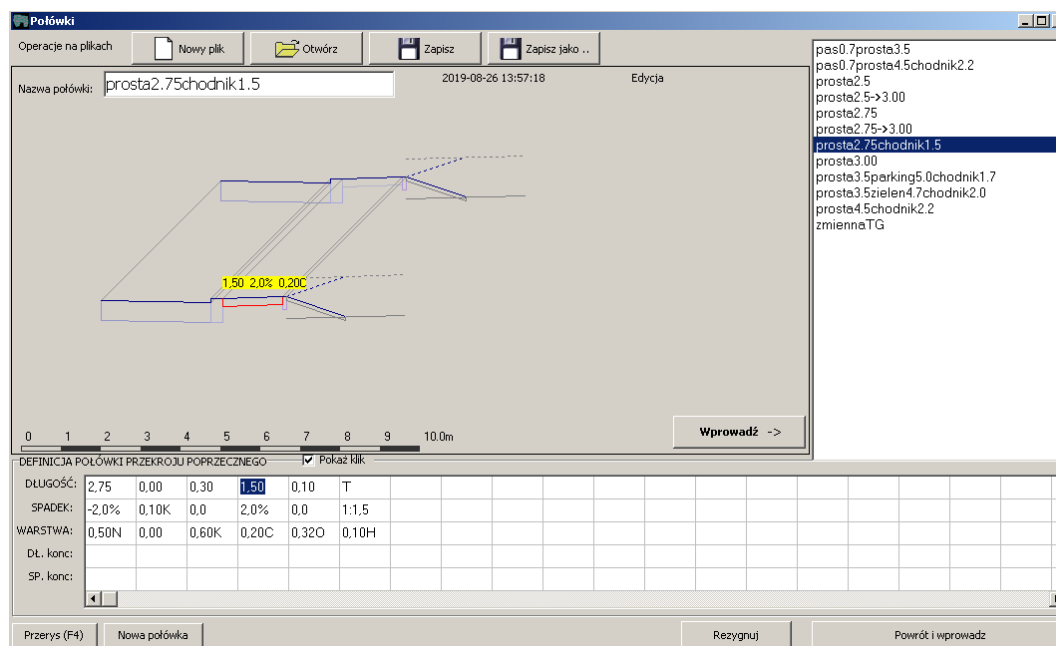 Połówki
Operacje na plikach
Nowy plik
Otwórz
Zapisz
Zapisz jako ..
Nazwa połówki:
prosta2.75chodnik1.5
2019-08-26 13:57:18
Edycja
pas0.7prosta3.5
pas0.7prosta4.5chodnik2.2
prosta2.5
prosta2.5->3.00
prosta2.75
prosta2.75->3.00
prosta2.75chodnik1.5
prosta3.00
prosta3.5parking5.0chodnik1.7
prosta3.5zielen4.7chodnik2.0
prosta4.5chodnik2.2
zmiennaTG
1,50 2,0% 0,20C
0 1 2 3 4 5 6 7 8 9 10.0m
Wprowadź ->
DEFINICJA POŁÓWKI PRZEKROJU POPRZECZNEGO
Pokaż klik
DŁUGOŚĆ: 2,75 0,00 0,30 1,50 0,10 T
SPADEK: -2,0% 0,10K 0,0 2,0% 0,0 1:1,5
WARSTWA: 0,50N 0,00 0,60K 0,20C 0,32O 0,10H
DŁ. konc:
SP. konc:
Przerys (F4)
Nowa połówka
Rezygnuj
Powrót i wprowadz